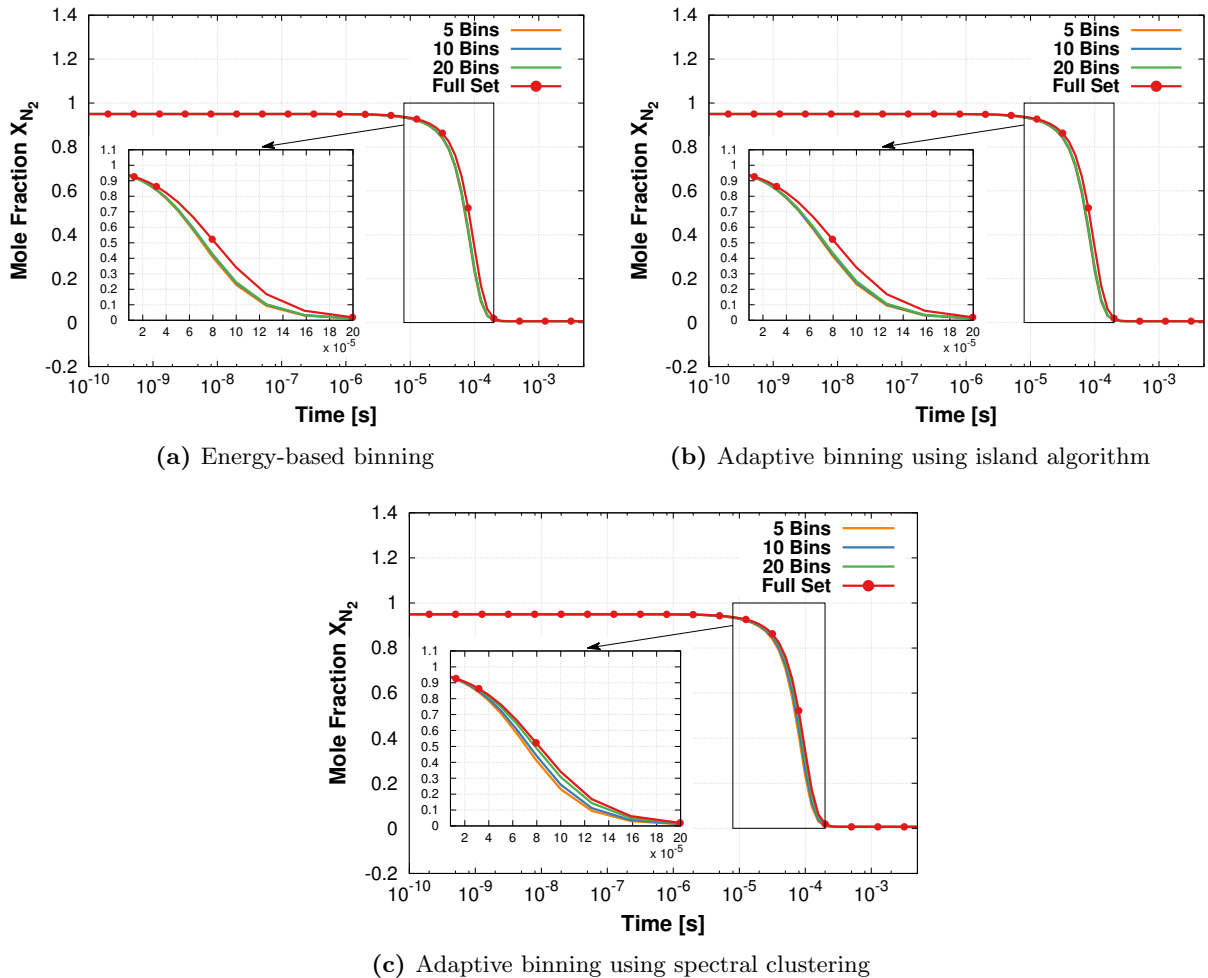 1.4
1.2
1
0.8
0.6
0.4
0.2
0
-0.2
Mole Fraction X_N2
5 Bins
10 Bins
20 Bins
Full Set
1.1
1
0.9
0.8
0.7
0.6
0.5
0.4
0.3
0.2
0.1
0
2 4 6 8 10 12 14 16 18 20
x 10^-5
10^-10 10^-9 10^-8 10^-7 10^-6 10^-5 10^-4 10^-3
Time [s]
(a) Energy-based binning
1.4
1.2
1
0.8
0.6
0.4
0.2
0
-0.2
Mole Fraction X_N2
5 Bins
10 Bins
20 Bins
Full Set
1.1
1
0.9
0.8
0.7
0.6
0.5
0.4
0.3
0.2
0.1
0
2 4 6 8 10 12 14 16 18 20
x 10^-5
10^-10 10^-9 10^-8 10^-7 10^-6 10^-5 10^-4 10^-3
Time [s]
(b) Adaptive binning using island algorithm
1.4
1.2
1
0.8
0.6
0.4
0.2
0
-0.2
Mole Fraction X_N2
5 Bins
10 Bins
20 Bins
Full Set
1.1
1
0.9
0.8
0.7
0.6
0.5
0.4
0.3
0.2
0.1
0
2 4 6 8 10 12 14 16 18 20
x 10^-5
10^-10 10^-9 10^-8 10^-7 10^-6 10^-5 10^-4 10^-3
Time [s]
(c) Adaptive binning using spectral clustering